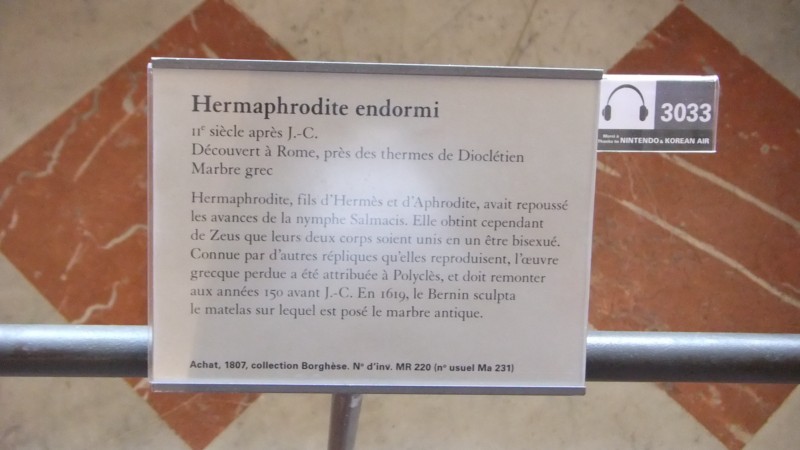 Hermaphrodite endormi
IIᵉ siècle après J.-C.
Découvert à Rome, près des thermes de Dioclétien
Marbre grec
Hermaphrodite, fils d'Hermès et d'Aphrodite, avait repoussé
les avances de la nymphe Salmacis. Elle obtint cependant
de Zeus que leurs deux corps soient unis en un être bisexué.
Connue par d'autres répliques qu'elles reproduisent, l'œuvre
grecque perdue a été attribuée à Polyclès, et doit remonter
aux années 150 avant J.-C. En 1619, le Bernin sculpta
le matelas sur lequel est posé le marbre antique.
Achat, 1807, collection Borghèse. N° d'inv. MR 220 (n° usuel Ma 231)
3033
NINTENDO & KOREAN AIR